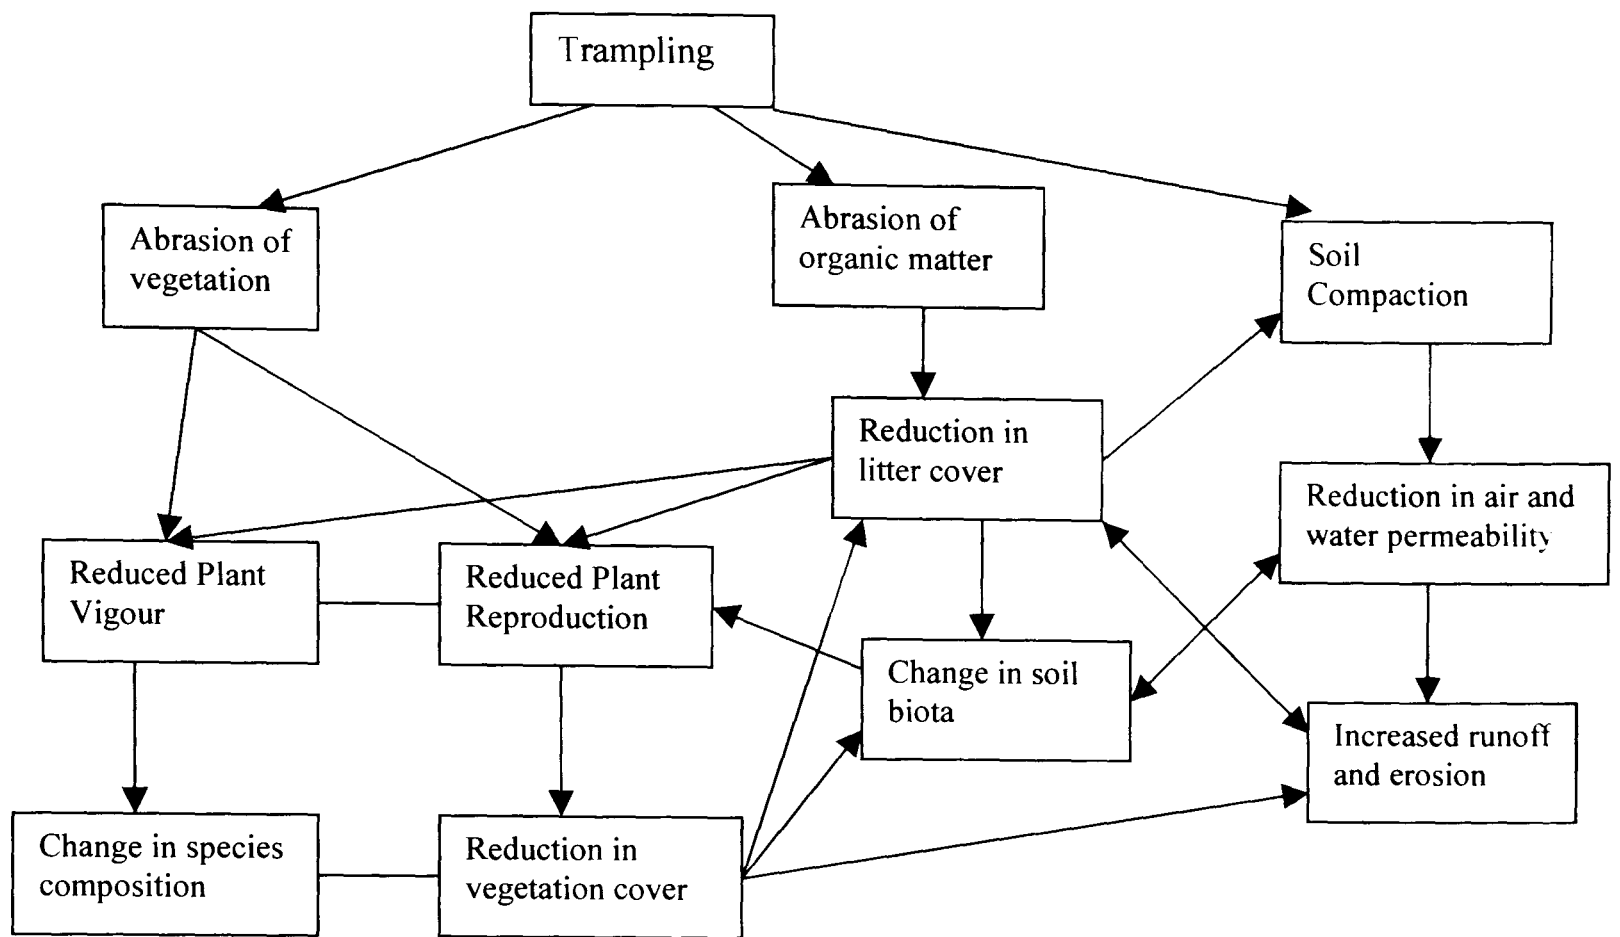 Trampling
Abrasion of
vegetation
Abrasion of
organic matter
Soil
Compaction
Reduction in
litter cover
Reduction in air and
water permeability
Reduced Plant
Vigour
Reduced Plant
Reproduction
Change in soil
biota
Increased runoff
and erosion
Change in species
composition
Reduction in
vegetation cover